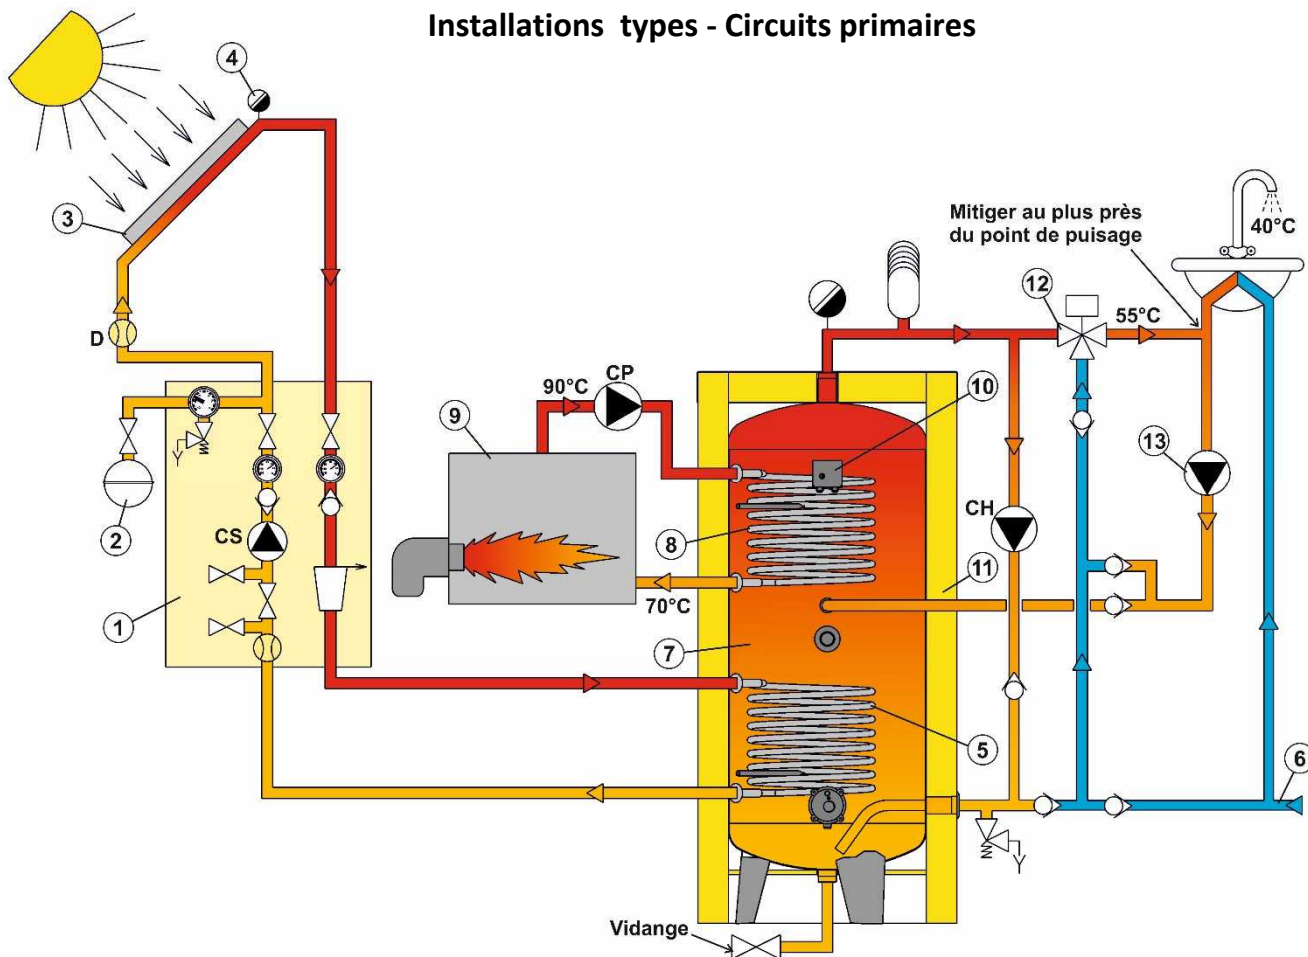 Installations types - Circuits primaires
4
3
Mitiger au plus près
du point de puisage
40°C
12
55°C
D
CP
90°C
10
9
13
2
CS
CH
8
11
70°C
1
7
5
6
Vidange